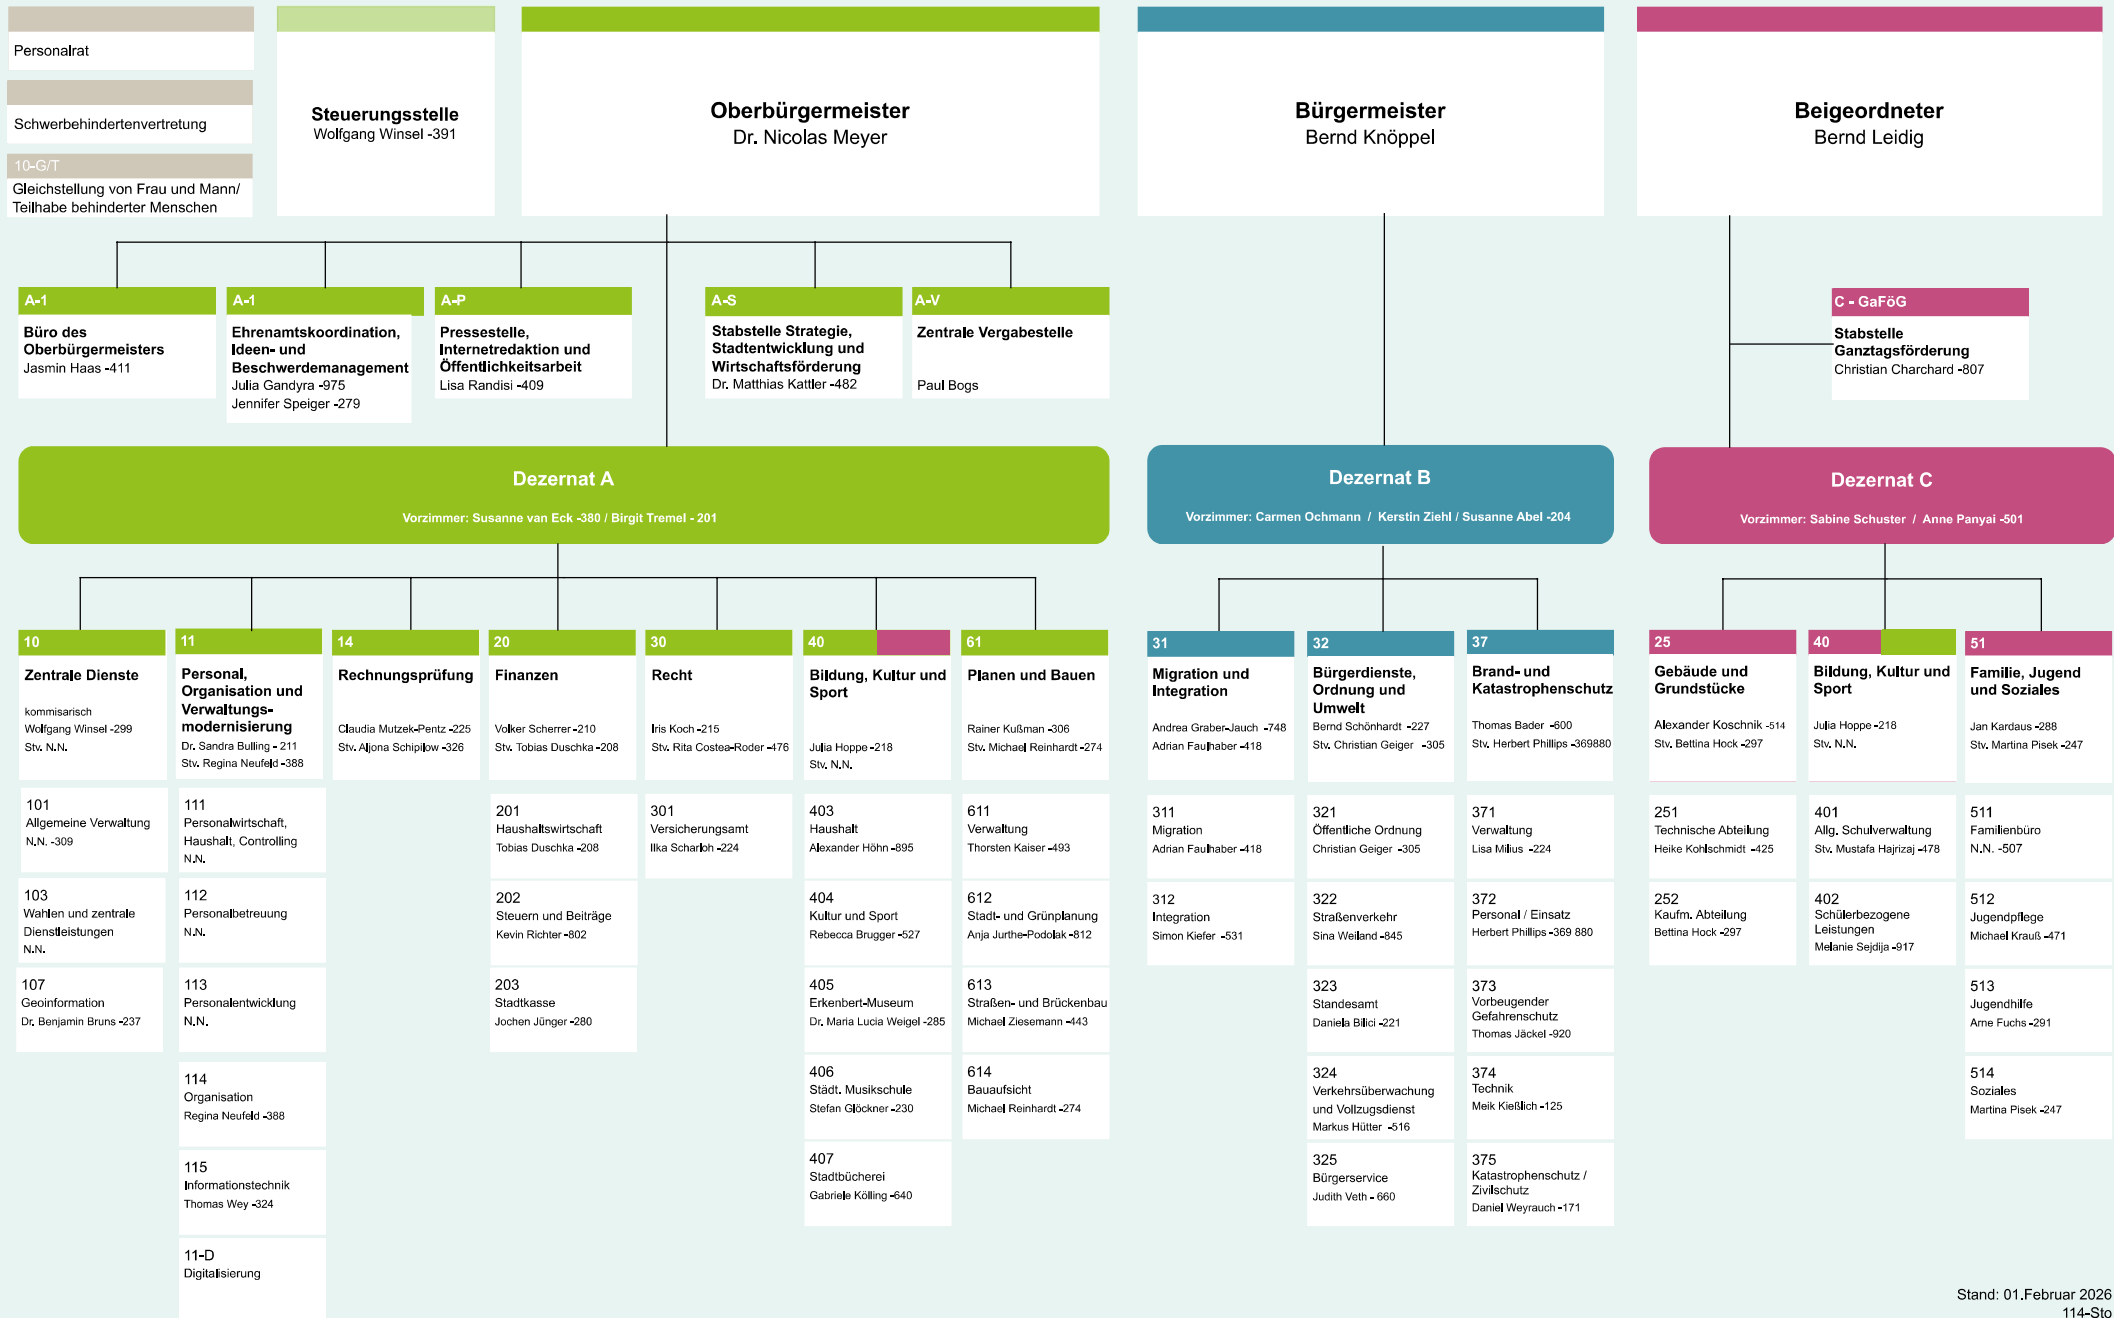 Personalrat
Schwerbehindertenvertretung
10-G/T
Gleichstellung von Frau und Mann/
Teilhabe behinderter Menschen
Steuerungsstelle
Wolfgang Winsel -391
Oberbürgermeister
Dr. Nicolas Meyer
Bürgermeister
Bernd Knöppel
Beigeordneter
Bernd Leidig
A-1
Büro des
Oberbürgermeisters
Jasmin Haas -411
A-1
Ehrenamtskoordination,
Ideen- und
Beschwerdemanagement
Julia Gandyra -975
Jennifer Speiger -279
A-P
Pressestelle,
Internetredaktion und
Öffentlichkeitsarbeit
Lisa Randisi -409
A-S
Stabstelle Strategie,
Stadtentwicklung und
Wirtschaftsförderung
Dr. Matthias Kattler -482
A-V
Zentrale Vergabestelle
Paul Bogs
C - GaFöG
Stabstelle
Ganztagsförderung
Christian Charchard -807
Dezernat A
Vorzimmer: Susanne van Eck -380 / Birgit Tremel - 201
Dezernat B
Vorzimmer: Carmen Ochmann / Kerstin Ziehl / Susanne Abel -204
Dezernat C
Vorzimmer: Sabine Schuster / Anne Panyai -501
10
Zentrale Dienste
kommisarisch
Wolfgang Winsel -299
Stv. N.N.
101
Allgemeine Verwaltung
N.N. -309
103
Wahlen und zentrale
Dienstleistungen
N.N.
107
Geoinformation
Dr. Benjamin Bruns -237
11
Personal,
Organisation und
Verwaltungs-
modernisierung
Dr. Sandra Bulling - 211
Stv. Regina Neufeld -388
111
Personalwirtschaft,
Haushalt, Controlling
N.N.
112
Personalbetreuung
N.N.
113
Personalentwicklung
N.N.
114
Organisation
Regina Neufeld -388
115
Informationstechnik
Thomas Wey -324
11-D
Digitalisierung
14
Rechnungsprüfung
Claudia Mutzek-Pentz -225
Stv. Aljona Schipilow -326
20
Finanzen
Volker Scherrer -210
Stv. Tobias Duschka -208
201
Haushaltswirtschaft
Tobias Duschka -208
202
Steuern und Beiträge
Kevin Richter -802
203
Stadtkasse
Jochen Jünger -280
30
Recht
Iris Koch -215
Stv. Rita Costea-Roder -476
301
Versicherungsamt
Ilka Scharloh -224
40
Bildung, Kultur und
Sport
Julia Hoppe -218
Stv. N.N.
403
Haushalt
Alexander Höhn -895
404
Kultur und Sport
Rebecca Brugger -527
405
Erkenbert-Museum
Dr. Maria Lucia Weigel -285
406
Städt. Musikschule
Stefan Glöckner -230
407
Stadtbücherei
Gabriele Kölling -640
61
Planen und Bauen
Rainer Kußman -306
Stv. Michael Reinhardt -274
611
Verwaltung
Thorsten Kaiser -493
612
Stadt- und Grünplanung
Anja Jurthe-Podolak -812
613
Straßen- und Brückenbau
Michael Ziesemann -443
614
Bauaufsicht
Michael Reinhardt -274
31
Migration und
Integration
Andrea Graber-Jauch -748
Adrian Faulhaber -418
311
Migration
Adrian Faulhaber -418
312
Integration
Simon Kiefer -531
32
Bürgerdienste,
Ordnung und
Umwelt
Bernd Schönhardt -227
Stv. Christian Geiger -305
321
Öffentliche Ordnung
Christian Geiger -305
322
Straßenverkehr
Sina Weiland -845
323
Standesamt
Daniela Bilici -221
324
Verkehrsüberwachung
und Vollzugsdienst
Markus Hütter -516
325
Bürgerservice
Judith Veth - 660
37
Brand- und
Katastrophenschutz
Thomas Bader -600
Stv. Herbert Phillips -369880
371
Verwaltung
Lisa Milius -224
372
Personal / Einsatz
Herbert Phillips -369 880
373
Vorbeugender
Gefahrenschutz
Thomas Jäckel -920
374
Technik
Meik Kießlich -125
375
Katastrophenschutz /
Zivilschutz
Daniel Weyrauch -171
25
Gebäude und
Grundstücke
Alexander Koschnik -514
Stv. Bettina Hock -297
251
Technische Abteilung
Heike Kohlschmidt -425
252
Kaufm. Abteilung
Bettina Hock -297
40
Bildung, Kultur und
Sport
Julia Hoppe -218
Stv. N.N.
401
Allg. Schulverwaltung
Stv. Mustafa Hajrizaj -478
402
Schülerbezogene
Leistungen
Melanie Sejdija -917
51
Familie, Jugend
und Soziales
Jan Kardaus -288
Stv. Martina Pisek -247
511
Familienbüro
N.N. -507
512
Jugendpflege
Michael Krauß -471
513
Jugendhilfe
Arne Fuchs -291
514
Soziales
Martina Pisek -247
Stand: 01.Februar 2026
114-Sto